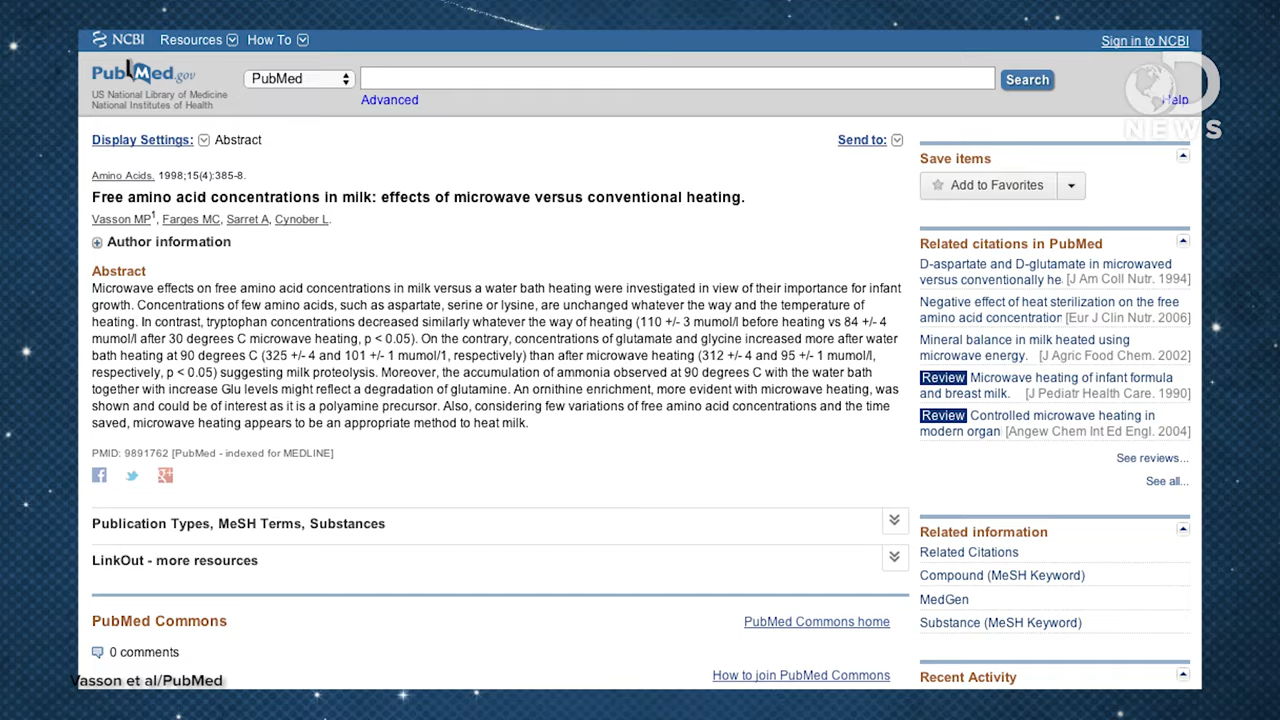 NCBI Resources How To Sign in to NCBI
PubMed.gov
US National Library of Medicine
National Institutes of Health
PubMed
Search
Advanced
Help
D NEWS
Display Settings: Abstract
Send to:
Amino Acids. 1998;15(4):385-8.
Free amino acid concentrations in milk: effects of microwave versus conventional heating.
Vasson MP1, Farges MC, Sarret A, Cynober L.
Author information
Abstract
Microwave effects on free amino acid concentrations in milk versus a water bath heating were investigated in view of their importance for infant
growth. Concentrations of few amino acids, such as aspartate, serine or lysine, are unchanged whatever the way and the temperature of
heating. In contrast, tryptophan concentrations decreased similarly whatever the way of heating (110 +/- 3 mumol/l before heating vs 84 +/- 4
mumol/l after 30 degrees C microwave heating, p < 0.05). On the contrary, concentrations of glutamate and glycine increased more after water
bath heating at 90 degrees C (325 +/- 4 and 101 +/- 1 mumol/1, respectively) than after microwave heating (312 +/- 4 and 95 +/- 1 mumol/l,
respectively, p < 0.05) suggesting milk proteolysis. Moreover, the accumulation of ammonia observed at 90 degrees C with the water bath
together with increase Glu levels might reflect a degradation of glutamine. An ornithine enrichment, more evident with microwave heating, was
shown and could be of interest as it is a polyamine precursor. Also, considering few variations of free amino acid concentrations and the time
saved, microwave heating appears to be an appropriate method to heat milk.
PMID: 9891762 [PubMed - indexed for MEDLINE]
Publication Types, MeSH Terms, Substances
LinkOut - more resources
PubMed Commons
PubMed Commons home
0 comments
How to join PubMed Commons
Vasson et al/PubMed
Save items
Add to Favorites
Related citations in PubMed
D-aspartate and D-glutamate in microwaved
versus conventionally he [J Am Coll Nutr. 1994]
Negative effect of heat sterilization on the free
amino acid concentration [Eur J Clin Nutr. 2006]
Mineral balance in milk heated using
microwave energy. [J Agric Food Chem. 2002]
Review Microwave heating of infant formula
and breast milk. [J Pediatr Health Care. 1990]
Review Controlled microwave heating in
modern organ [Angew Chem Int Ed Engl. 2004]
See reviews...
See all...
Related information
Related Citations
Compound (MeSH Keyword)
MedGen
Substance (MeSH Keyword)
Recent Activity